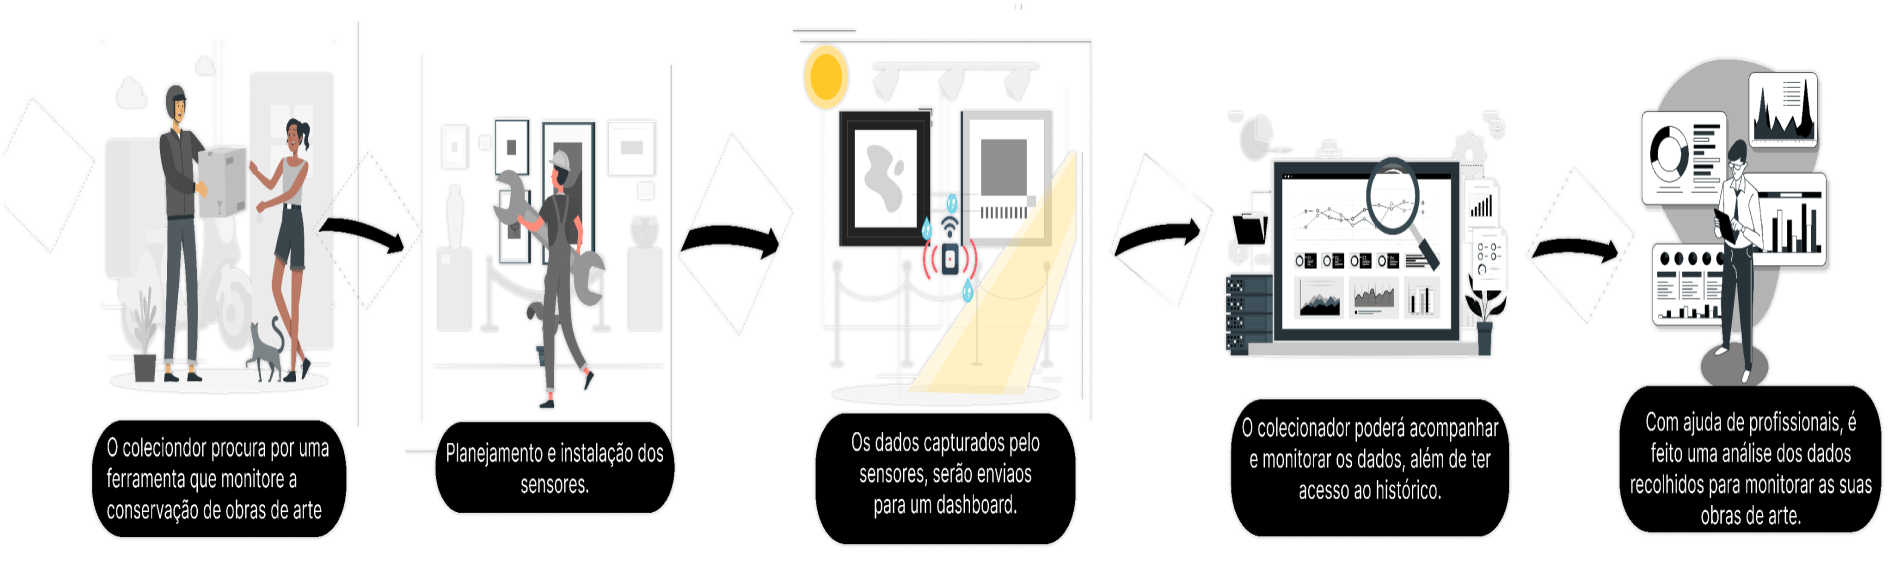 O coleciondor procura por uma
ferramenta que monitore a
conservação de obras de arte
Planejamento e instalação dos
sensores.
Os dados capturados pelo
sensores, serão enviaos
para um dashboard.
O colecionador poderá acompanhar
e monitorar os dados, além de ter
acesso ao histórico.
Com ajuda de profissionais, é
feito uma análise dos dados
recolhidos para monitorar as suas
obras de arte.